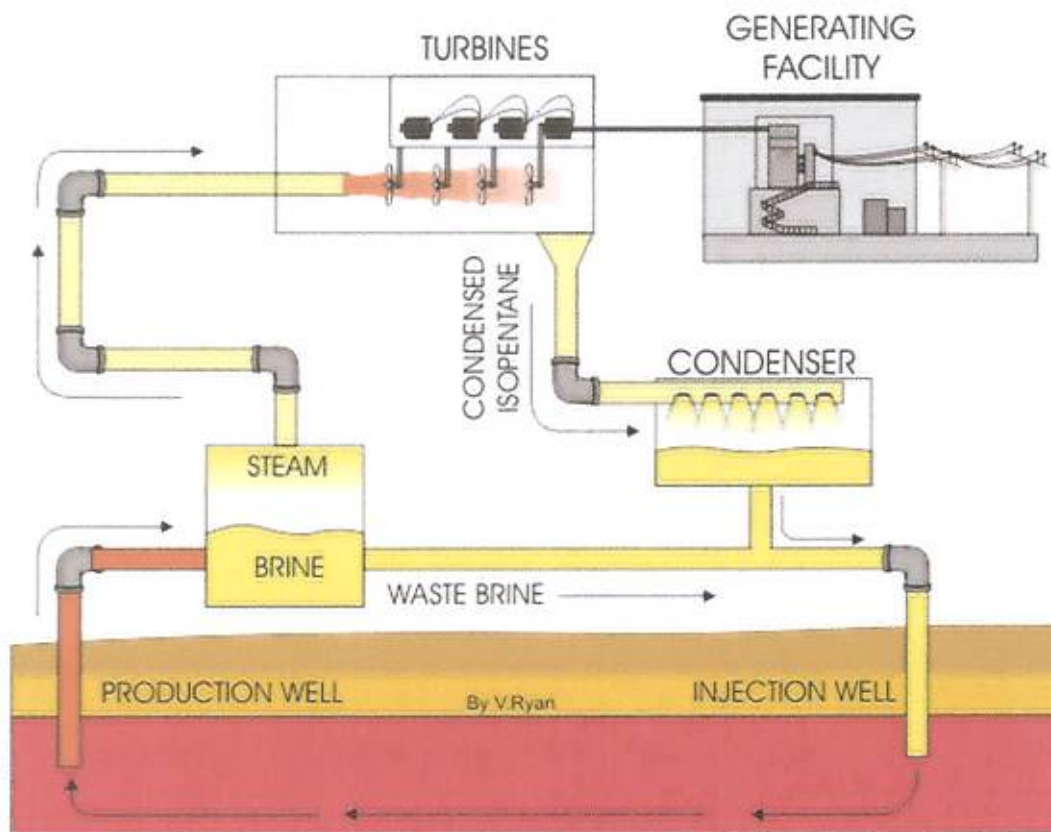 TURBINES
GENERATING
FACILITY
CONDENSED
ISOPENTANE
CONDENSER
STEAM
BRINE
WASTE BRINE
PRODUCTION WELL
By V.Ryan
INJECTION WELL